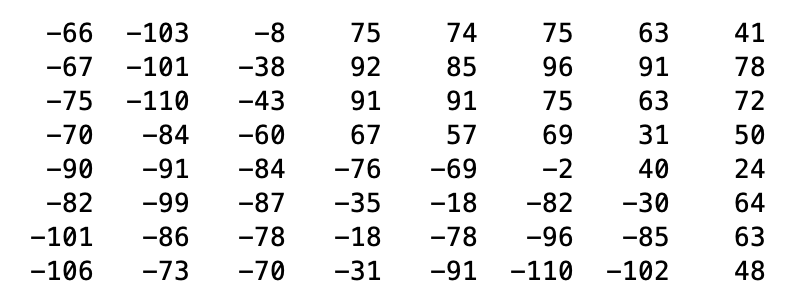 -66 -103 -8 75 74 75 63 41
-67 -101 -38 92 85 96 91 78
-75 -110 -43 91 91 75 63 72
-70 -84 -60 67 57 69 31 50
-90 -91 -84 -76 -69 -2 40 24
-82 -99 -87 -35 -18 -82 -30 64
-101 -86 -78 -18 -78 -96 -85 63
-106 -73 -70 -31 -91 -110 -102 48